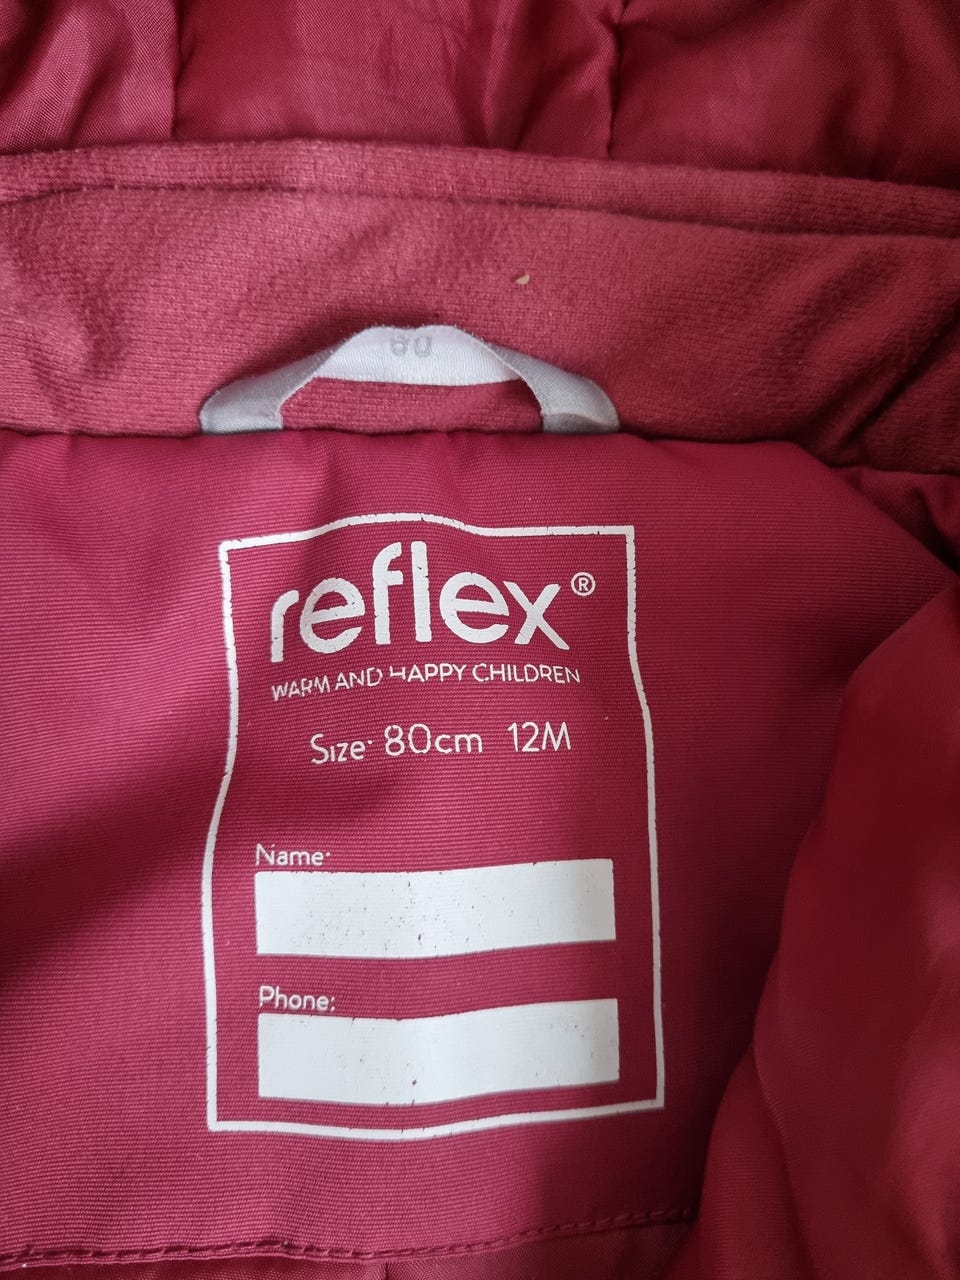 80
reflex®
WARM AND HAPPY CHILDREN
Size: 80cm 12M
Name:
Phone: